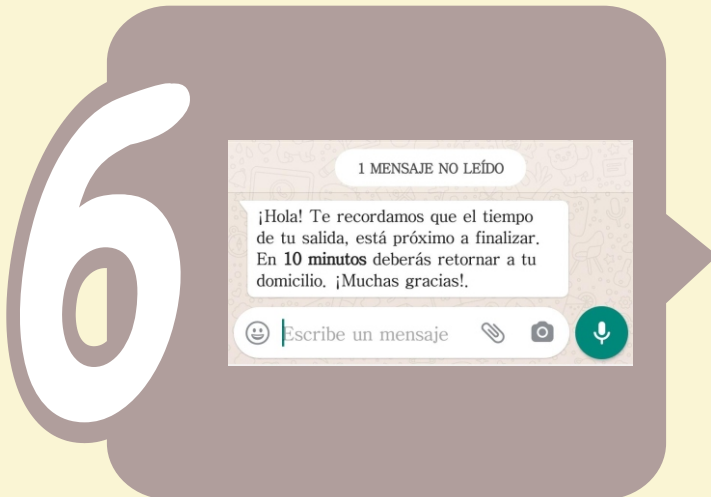 6
1 MENSAJE NO LEÍDO
¡Hola! Te recordamos que el tiempo
de tu salida, está próximo a finalizar.
En 10 minutos deberás retornar a tu
domicilio. ¡Muchas gracias!.
Escribe un mensaje